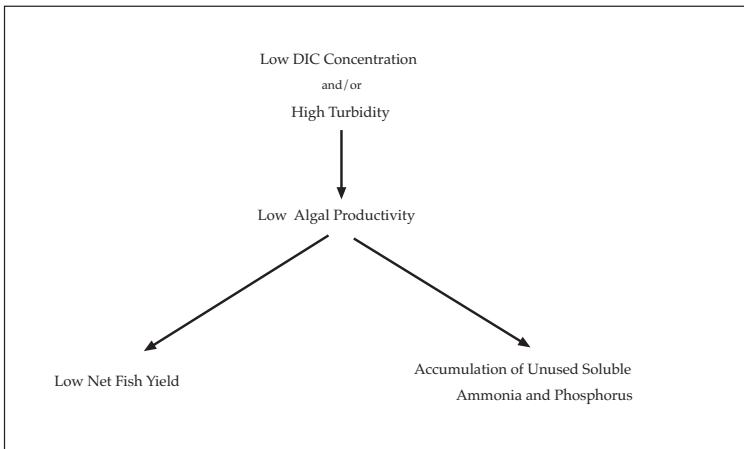 Low DIC Concentration
and/or
High Turbidity
Low Algal Productivity
Low Net Fish Yield
Accumulation of Unused Soluble
Ammonia and Phosphorus